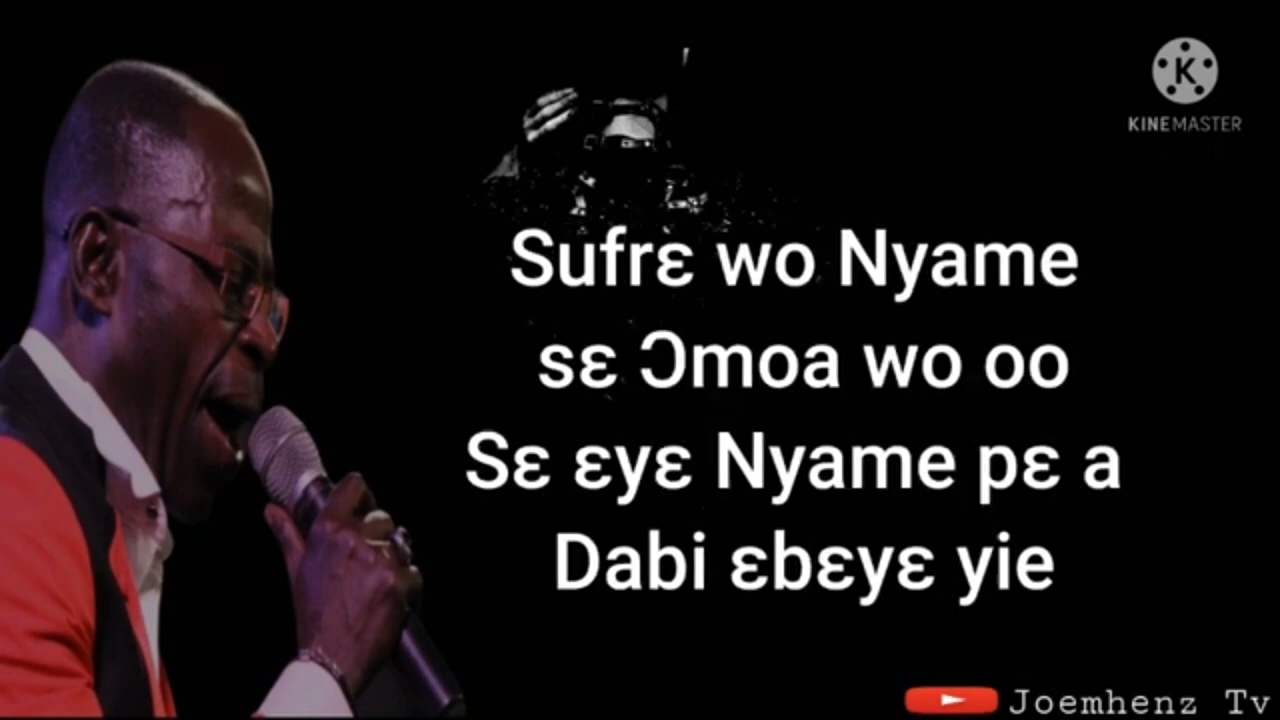 KINEMASTER
Sufrɛ wo Nyame
sɛ Ɔmoa wo oo
Sɛ ɛyɛ Nyame pɛ a
Dabi ɛbɛyɛ yie
Joemhenz Tv